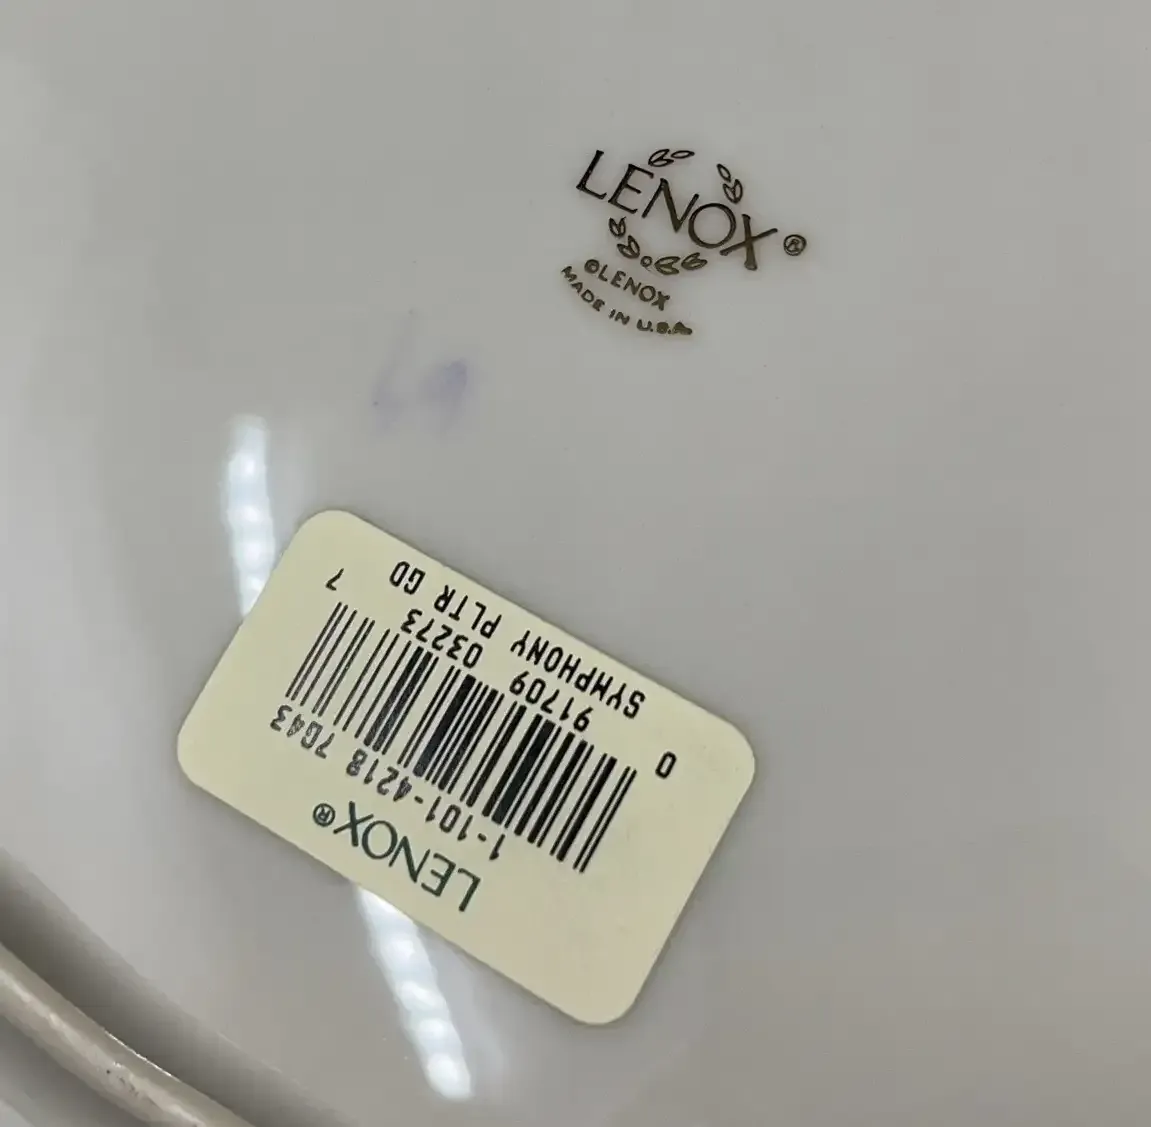 LENOX®
©LENOX
MADE IN U.S.A
LENOX®
1-101-4218 7G43
0 91709 03273 7
SYMPHONY PLTR GD